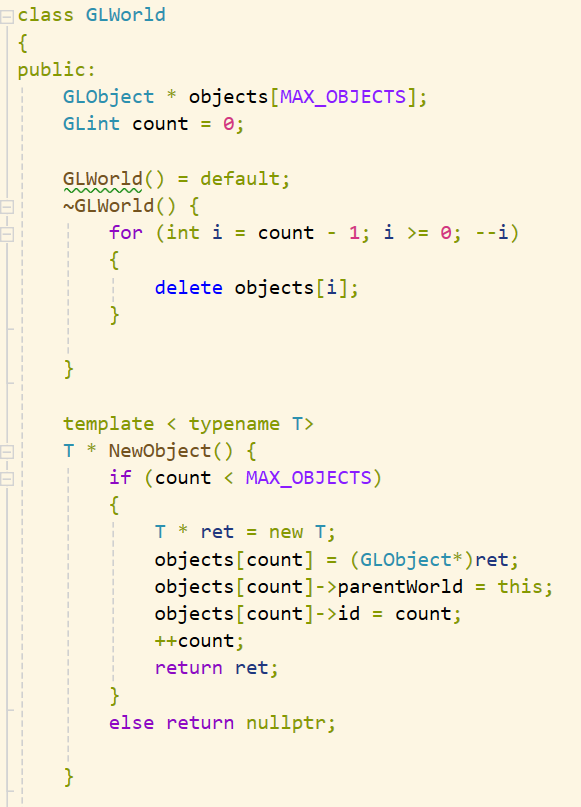 class GLWorld
{
public:
    GLObject * objects[MAX_OBJECTS];
    GLint count = 0;

    GLWorld() = default;
    ~GLWorld() {
        for (int i = count - 1; i >= 0; --i)
        {
            delete objects[i];
        }

    }

    template < typename T>
    T * NewObject() {
        if (count < MAX_OBJECTS)
        {
            T * ret = new T;
            objects[count] = (GLObject*)ret;
            objects[count]->parentWorld = this;
            objects[count]->id = count;
            ++count;
            return ret;
        }
        else return nullptr;

    }